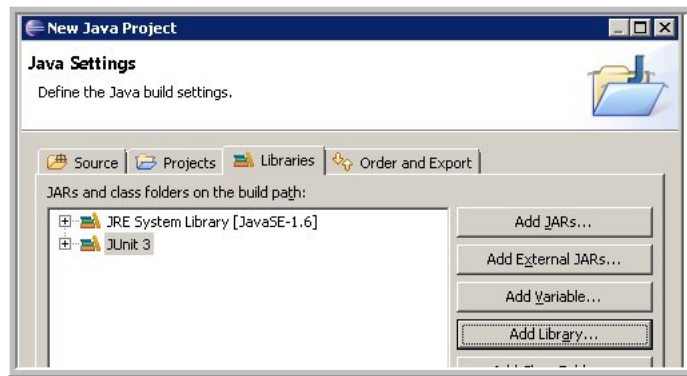 New Java Project
Java Settings
Define the Java build settings.
Source Projects Libraries Order and Export
JARs and class folders on the build path:
JRE System Library [JavaSE-1.6]
JUnit 3
Add JARs...
Add External JARs...
Add Variable...
Add Library...